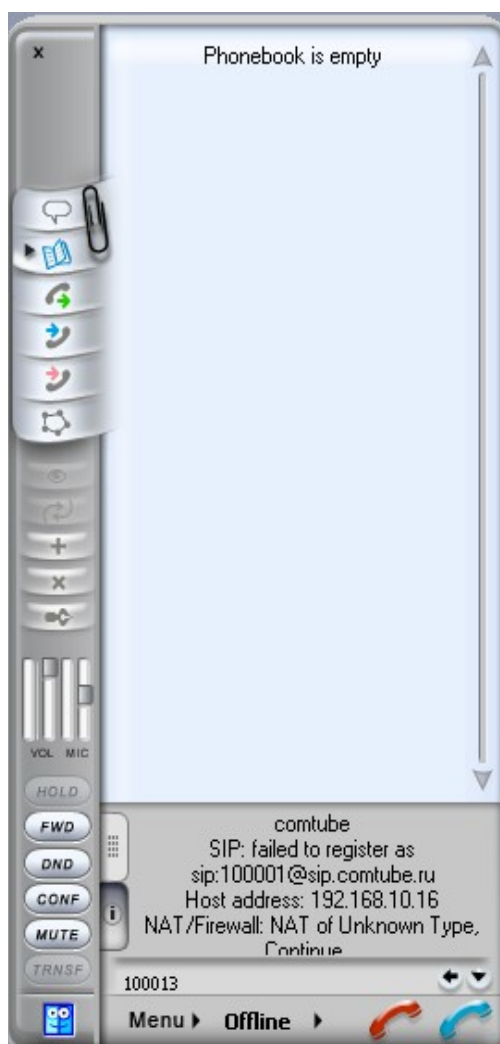 x
Phonebook is empty
VOL MIC
HOLD
FWD
DND
CONF
MUTE
TRNSF
comtube
SIP: failed to register as
sip:100001@sip.comtube.ru
Host address: 192.168.10.16
NAT/Firewall: NAT of Unknown Type,
Continue
i
100013
Menu Offline